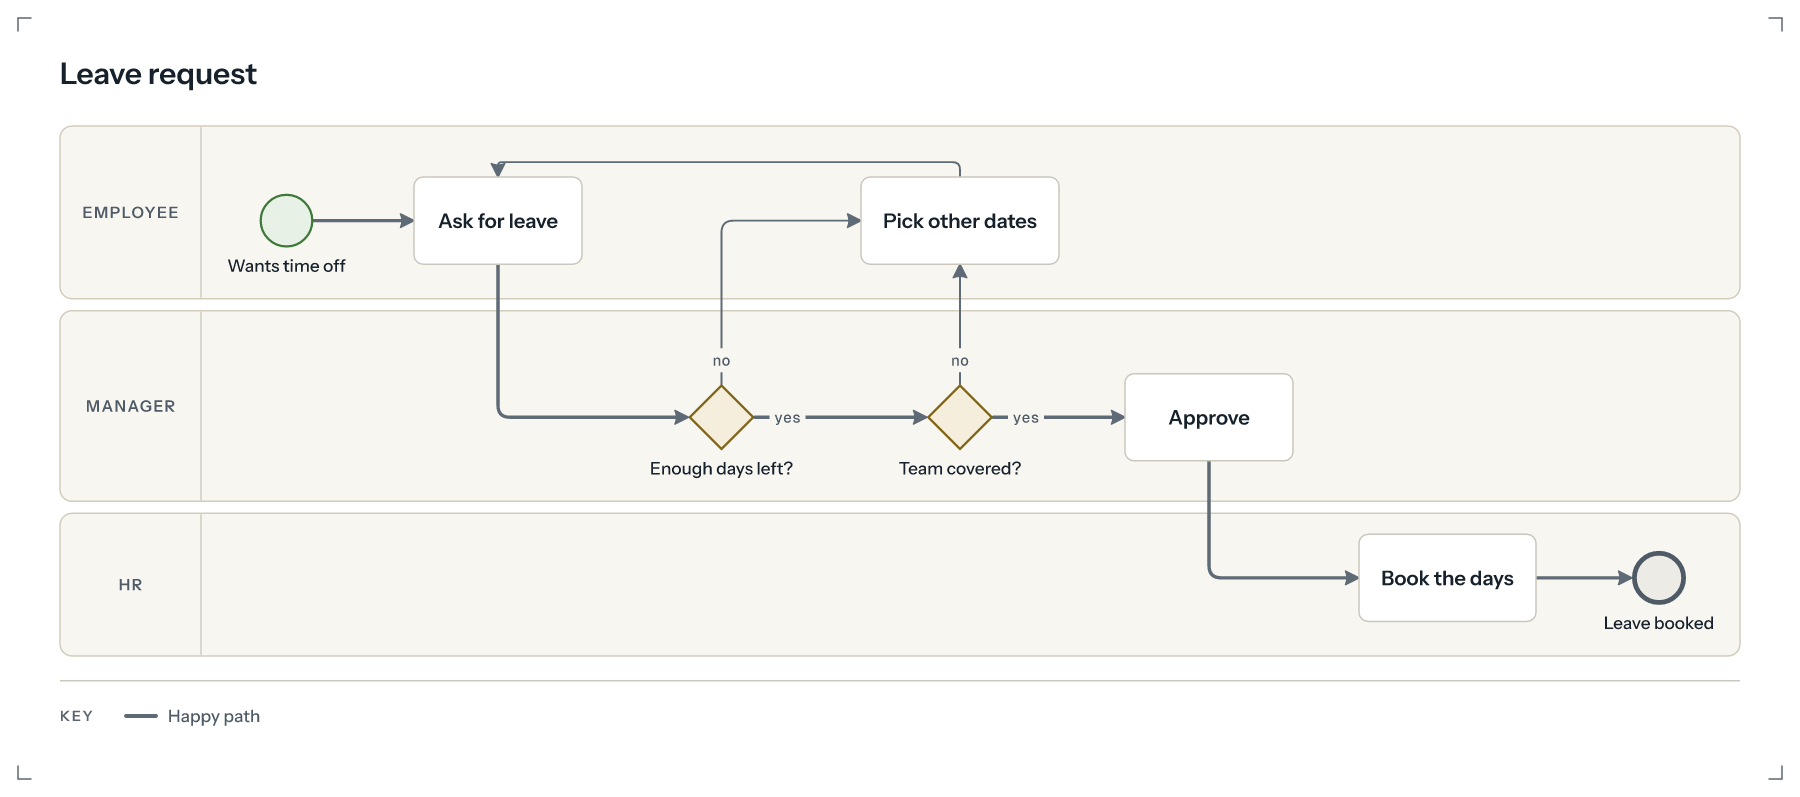 Leave request
EMPLOYEE
Wants time off
Ask for leave
Pick other dates
MANAGER
no
no
yes
yes
Enough days left?
Team covered?
Approve
HR
Book the days
Leave booked
KEY
Happy path